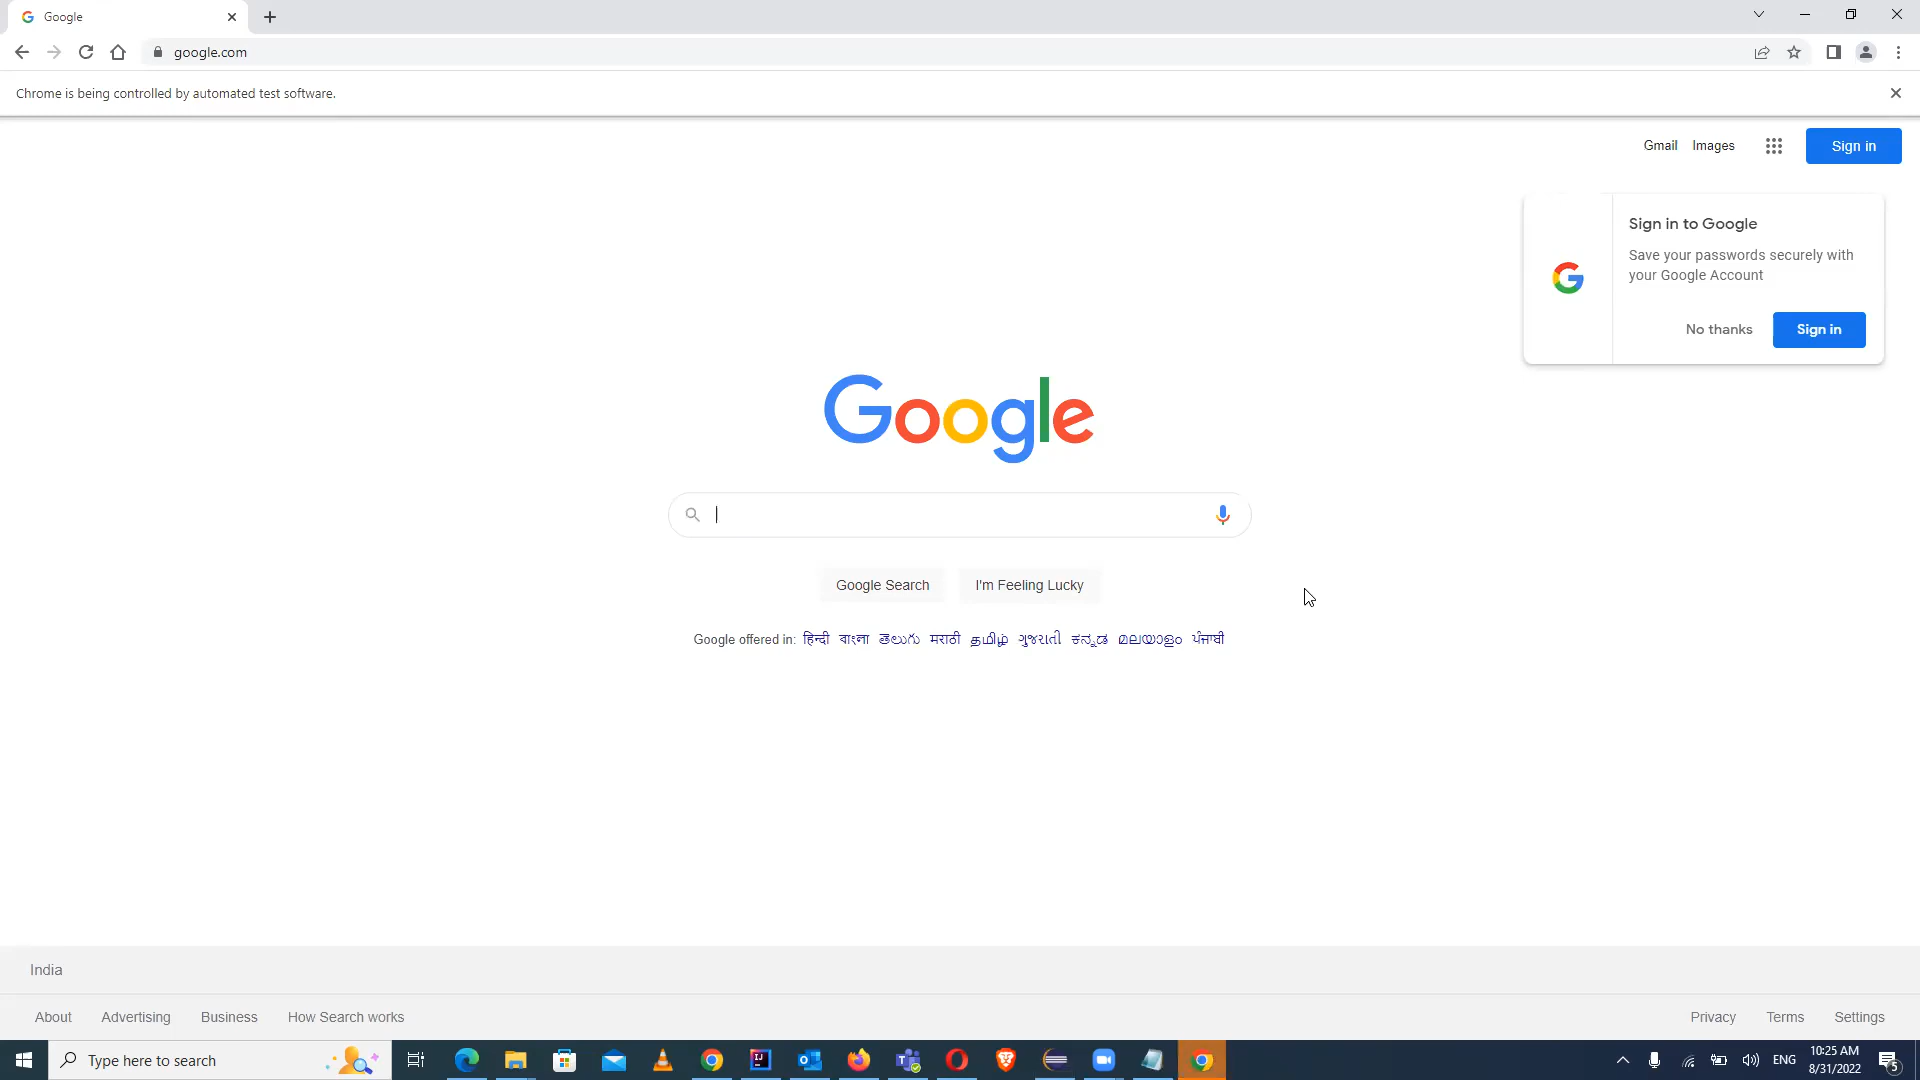 Google
google.com
Chrome is being controlled by automated test software.
Gmail Images Sign in
Sign in to Google
Save your passwords securely with
your Google Account
No thanks Sign in
Google
Google Search I'm Feeling Lucky
Google offered in: हिन्दी বাংলা తెలుగు मराठी தமிழ் ગુજરાતી ಕನ್ನಡ മലയാളം ਪੰਜਾਬੀ
India
About Advertising Business How Search works Privacy Terms Settings
Type here to search
ENG
10:25 AM
8/31/2022
5